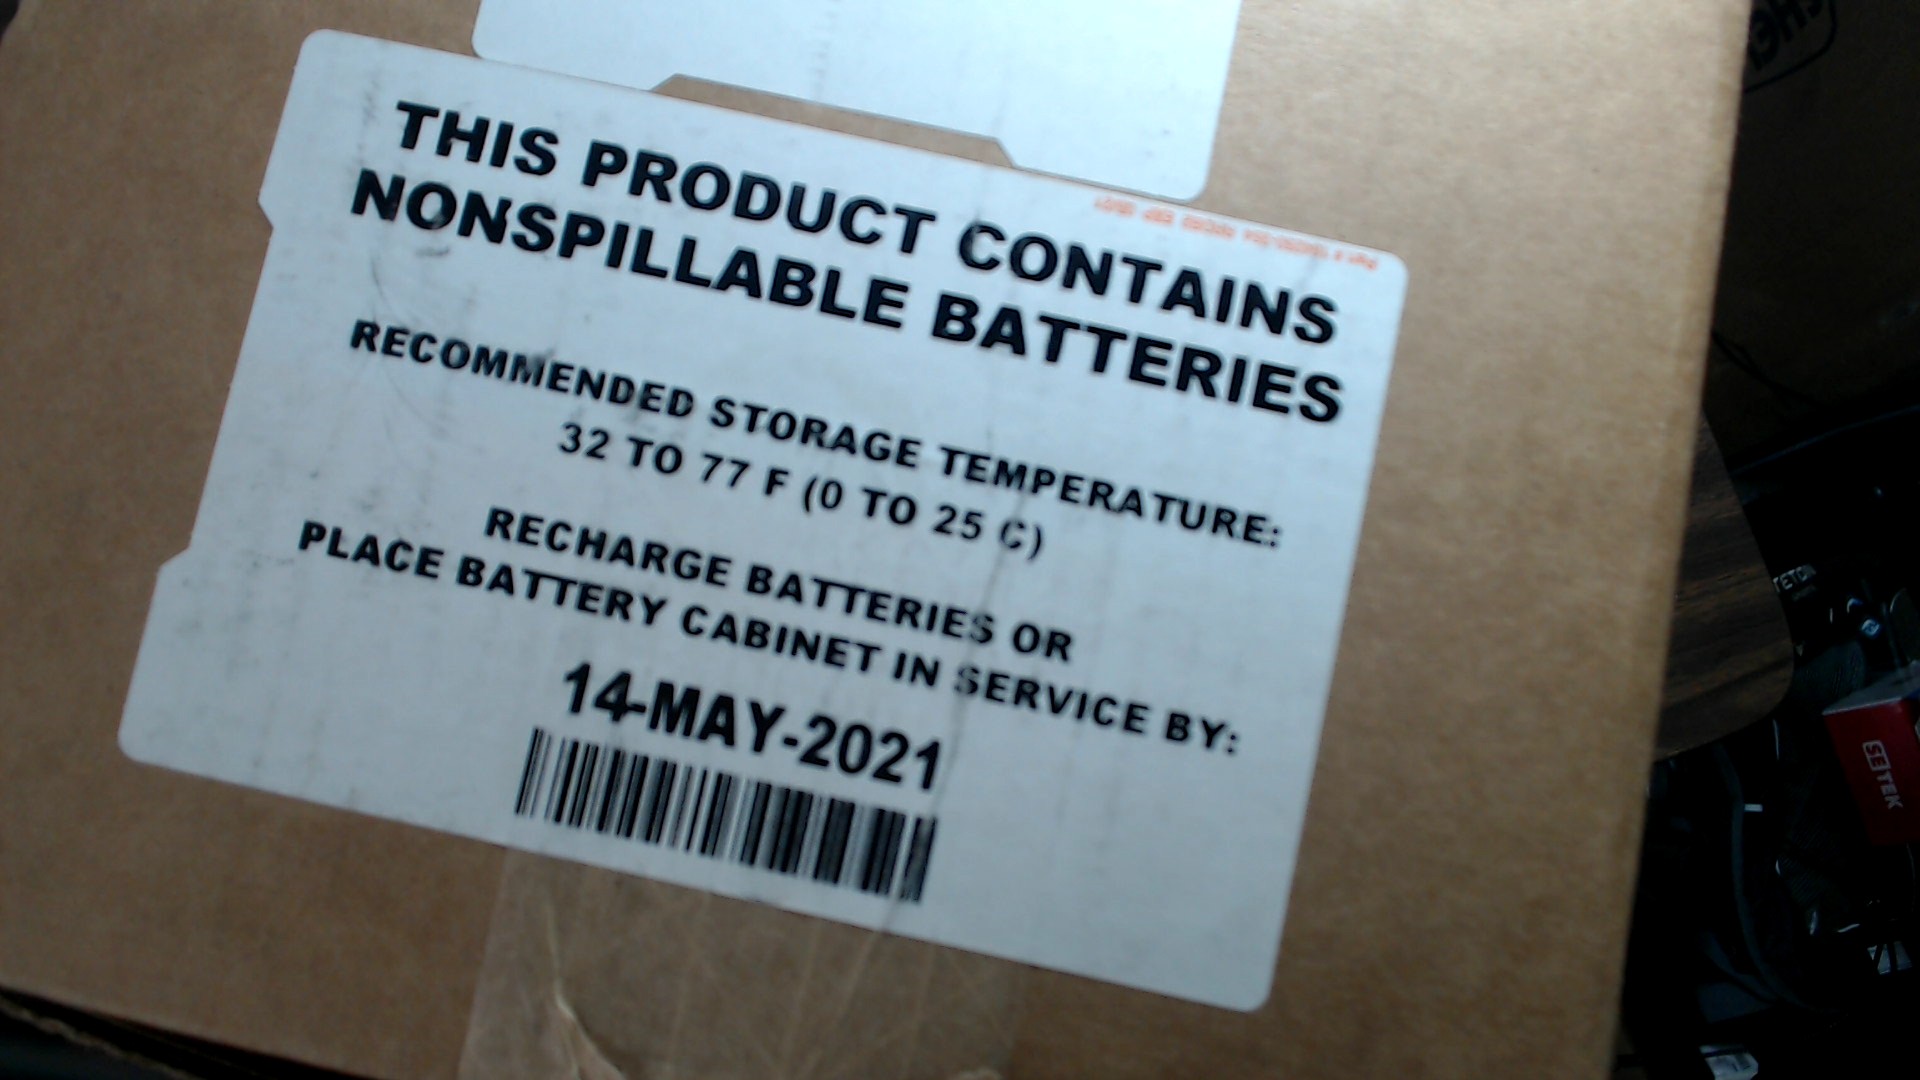 THIS PRODUCT CONTAINS
NONSPILLABLE BATTERIES
RECOMMENDED STORAGE TEMPERATURE:
32 TO 77 F (0 TO 25 C)
RECHARGE BATTERIES OR
PLACE BATTERY CABINET IN SERVICE BY:
14-MAY-2021
SETEK